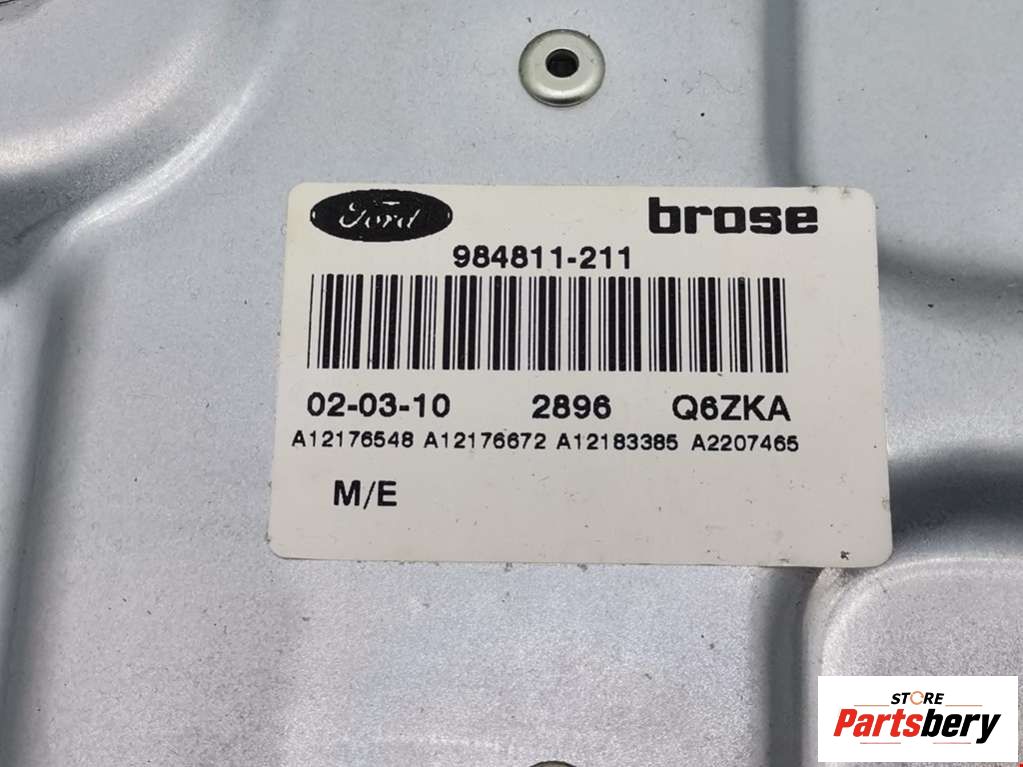 Ford brose
984811-211
02-03-10 2896 Q6ZKA
A12176548 A12176672 A12183385 A2207465
M/E
STORE
Partsbery